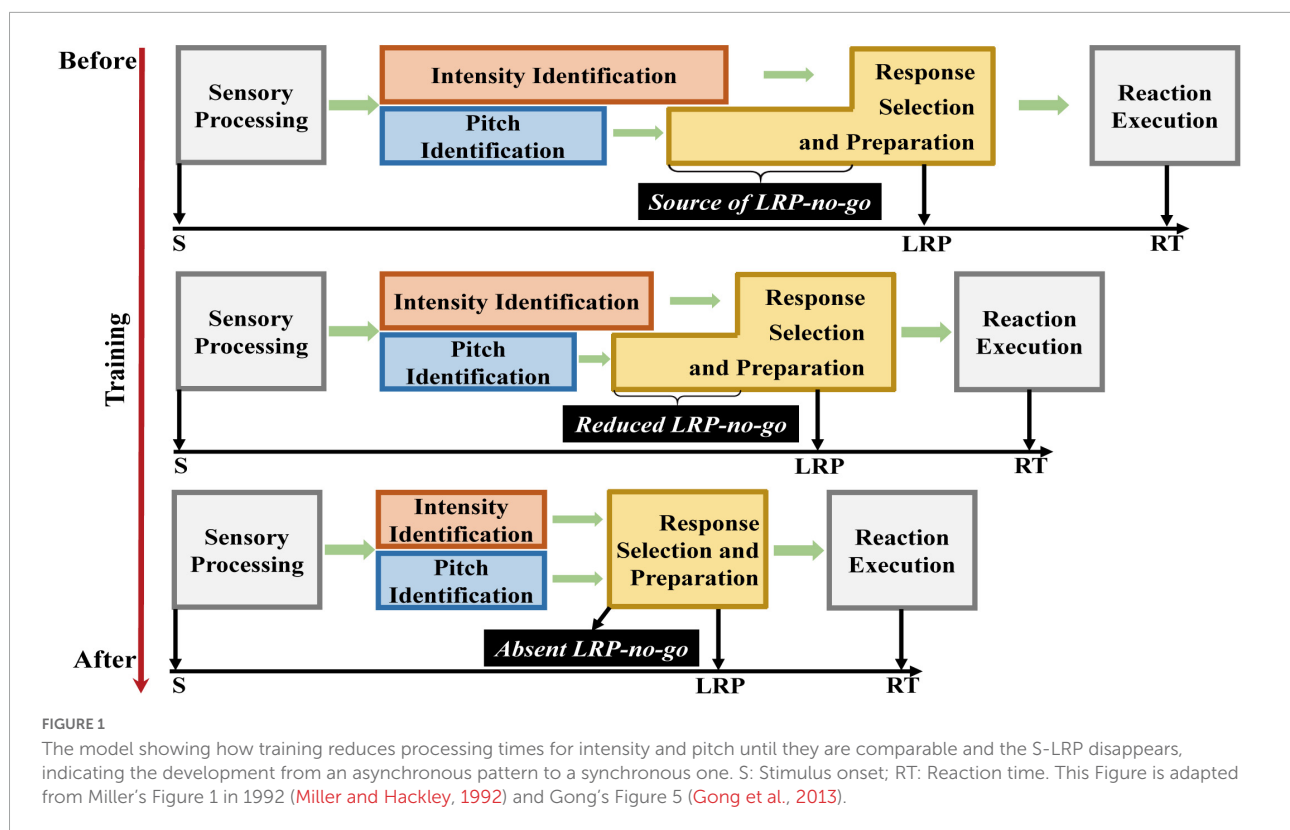 Before
Sensory
Processing
Intensity Identification
Pitch
Identification
Response
Selection
and Preparation
Reaction
Execution
Source of LRP-no-go
S
LRP
RT
Training
Sensory
Processing
Intensity Identification
Pitch
Identification
Response
Selection
and Preparation
Reaction
Execution
Reduced LRP-no-go
S
LRP
RT
Sensory
Processing
Intensity
Identification
Pitch
Identification
Response
Selection and
Preparation
Reaction
Execution
Absent LRP-no-go
After
S
LRP
RT
FIGURE 1
The model showing how training reduces processing times for intensity and pitch until they are comparable and the S-LRP disappears,
indicating the development from an asynchronous pattern to a synchronous one. S: Stimulus onset; RT: Reaction time. This Figure is adapted
from Miller's Figure 1 in 1992 (Miller and Hackley, 1992) and Gong's Figure 5 (Gong et al., 2013).